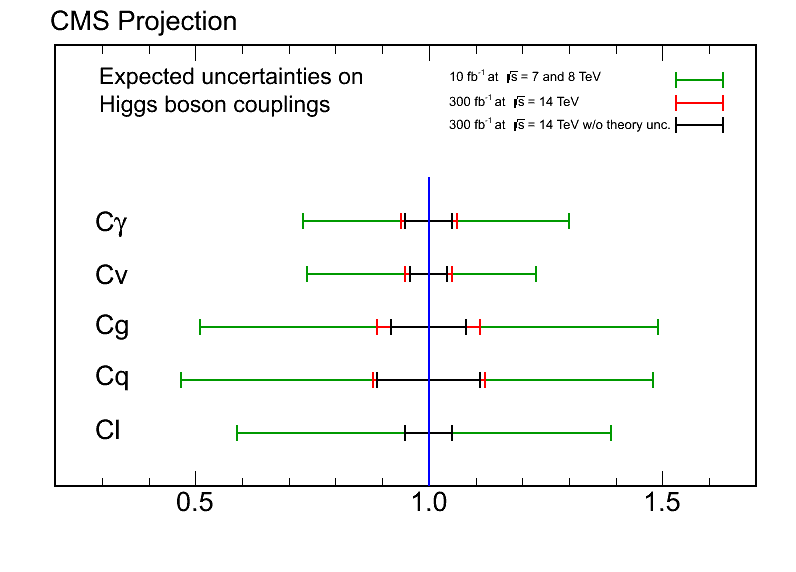 CMS Projection
Expected uncertainties on
Higgs boson couplings
10 fb⁻¹ at √s = 7 and 8 TeV
300 fb⁻¹ at √s = 14 TeV
300 fb⁻¹ at √s = 14 TeV w/o theory unc.
Cγ
Cv
Cg
Cq
Cl
0.5 1.0 1.5